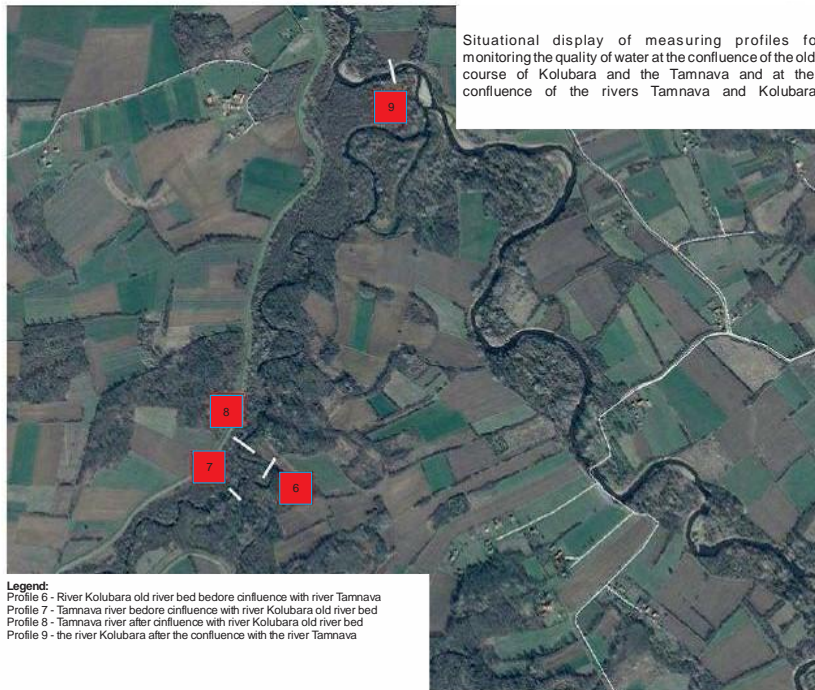 Situational display of measuring profiles fo
monitoring the quality of water at the confluence of the old
course of Kolubara and the Tamnava and at the
confluence of the rivers Tamnava and Kolubara
9
8
7
6
Legend:
Profile 6 - River Kolubara old river bed bedore cinfluence with river Tamnava
Profile 7 - Tamnava river bedore cinfluence with river Kolubara old river bed
Profile 8 - Tamnava river after cinfluence with river Kolubara old river bed
Profile 9 - the river Kolubara after the confluence with the river Tamnava